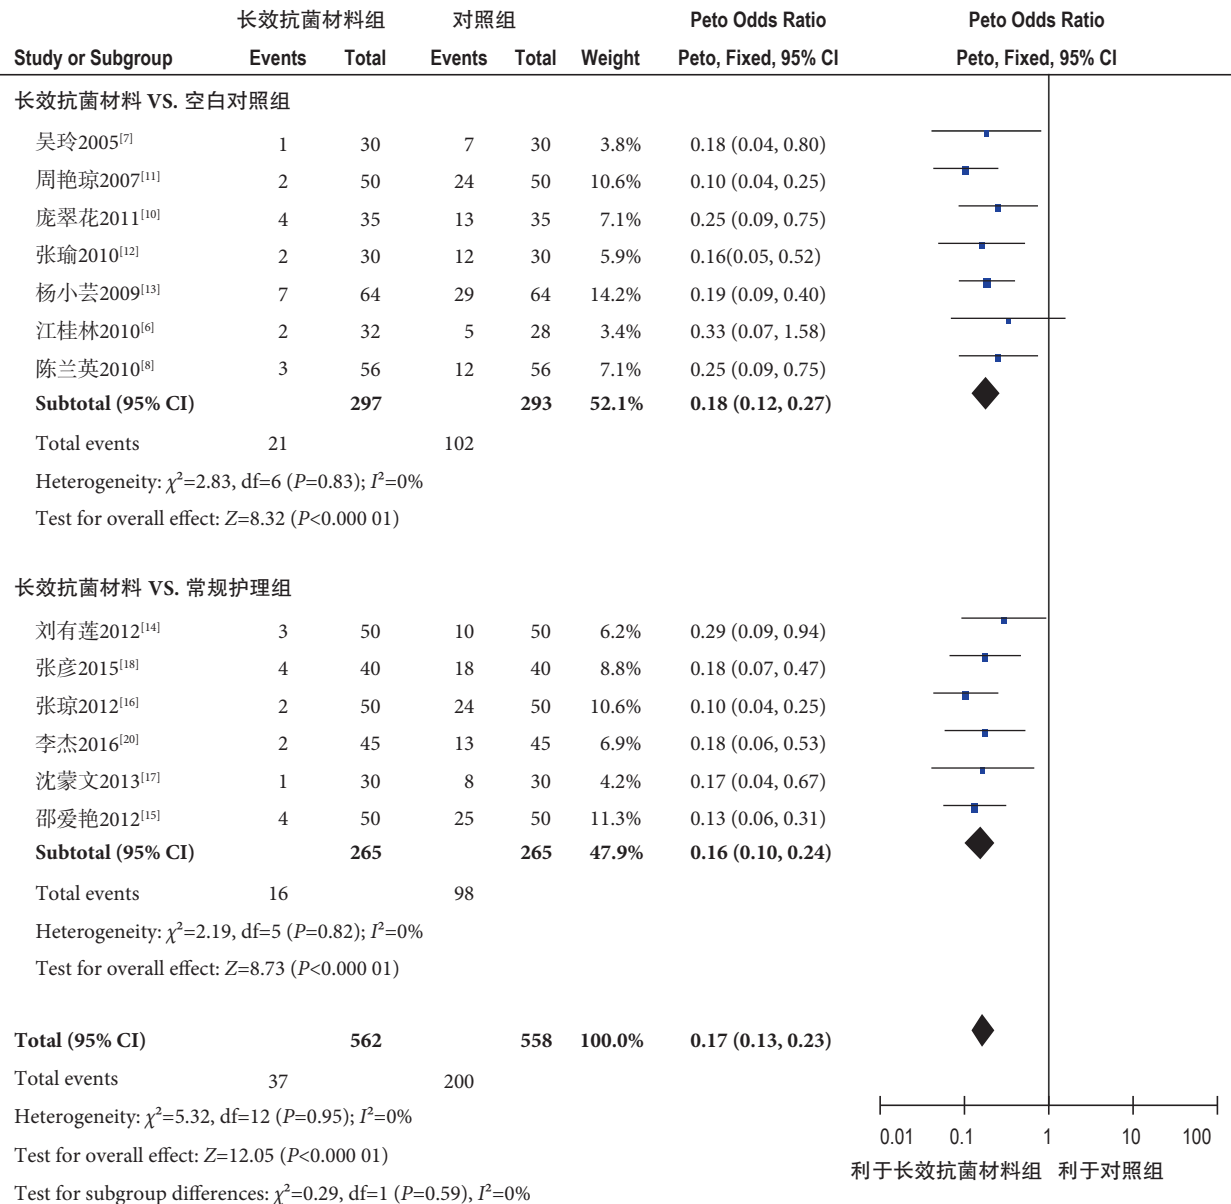 长效抗菌材料组 对照组 Peto Odds Ratio Peto Odds Ratio
Study or Subgroup Events Total Events Total Weight Peto, Fixed, 95% CI Peto, Fixed, 95% CI
长效抗菌材料 VS. 空白对照组
吴玲2005[7] 1 30 7 30 3.8% 0.18 (0.04, 0.80)
周艳琼2007[11] 2 50 24 50 10.6% 0.10 (0.04, 0.25)
庞翠花2011[10] 4 35 13 35 7.1% 0.25 (0.09, 0.75)
张瑜2010[12] 2 30 12 30 5.9% 0.16(0.05, 0.52)
杨小芸2009[13] 7 64 29 64 14.2% 0.19 (0.09, 0.40)
江桂林2010[6] 2 32 5 28 3.4% 0.33 (0.07, 1.58)
陈兰英2010[8] 3 56 12 56 7.1% 0.25 (0.09, 0.75)
Subtotal (95% CI) 297 293 52.1% 0.18 (0.12, 0.27)
Total events 21 102
Heterogeneity: χ²=2.83, df=6 (P=0.83); I²=0%
Test for overall effect: Z=8.32 (P<0.000 01)
长效抗菌材料 VS. 常规护理组
刘有莲2012[14] 3 50 10 50 6.2% 0.29 (0.09, 0.94)
张彦2015[18] 4 40 18 40 8.8% 0.18 (0.07, 0.47)
张琼2012[16] 2 50 24 50 10.6% 0.10 (0.04, 0.25)
李杰2016[20] 2 45 13 45 6.9% 0.18 (0.06, 0.53)
沈蒙文2013[17] 1 30 8 30 4.2% 0.17 (0.04, 0.67)
邵爱艳2012[15] 4 50 25 50 11.3% 0.13 (0.06, 0.31)
Subtotal (95% CI) 265 265 47.9% 0.16 (0.10, 0.24)
Total events 16 98
Heterogeneity: χ²=2.19, df=5 (P=0.82); I²=0%
Test for overall effect: Z=8.73 (P<0.000 01)
Total (95% CI) 562 558 100.0% 0.17 (0.13, 0.23)
Total events 37 200
Heterogeneity: χ²=5.32, df=12 (P=0.95); I²=0%
Test for overall effect: Z=12.05 (P<0.000 01)
Test for subgroup differences: χ²=0.29, df=1 (P=0.59), I²=0%
0.01 0.1 1 10 100
利于长效抗菌材料组 利于对照组